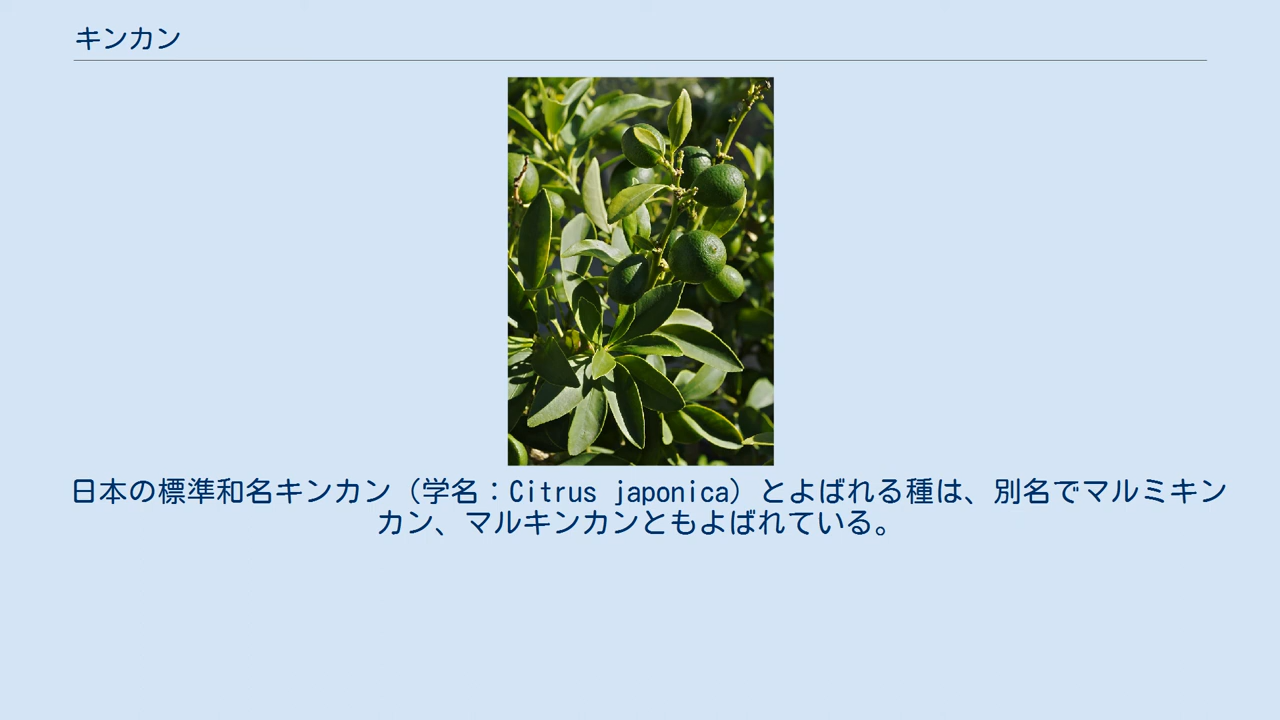 キンカン
日本の標準和名キンカン（学名：Citrus japonica）とよばれる種は、別名でマルミキン
カン、マルキンカンともよばれている。